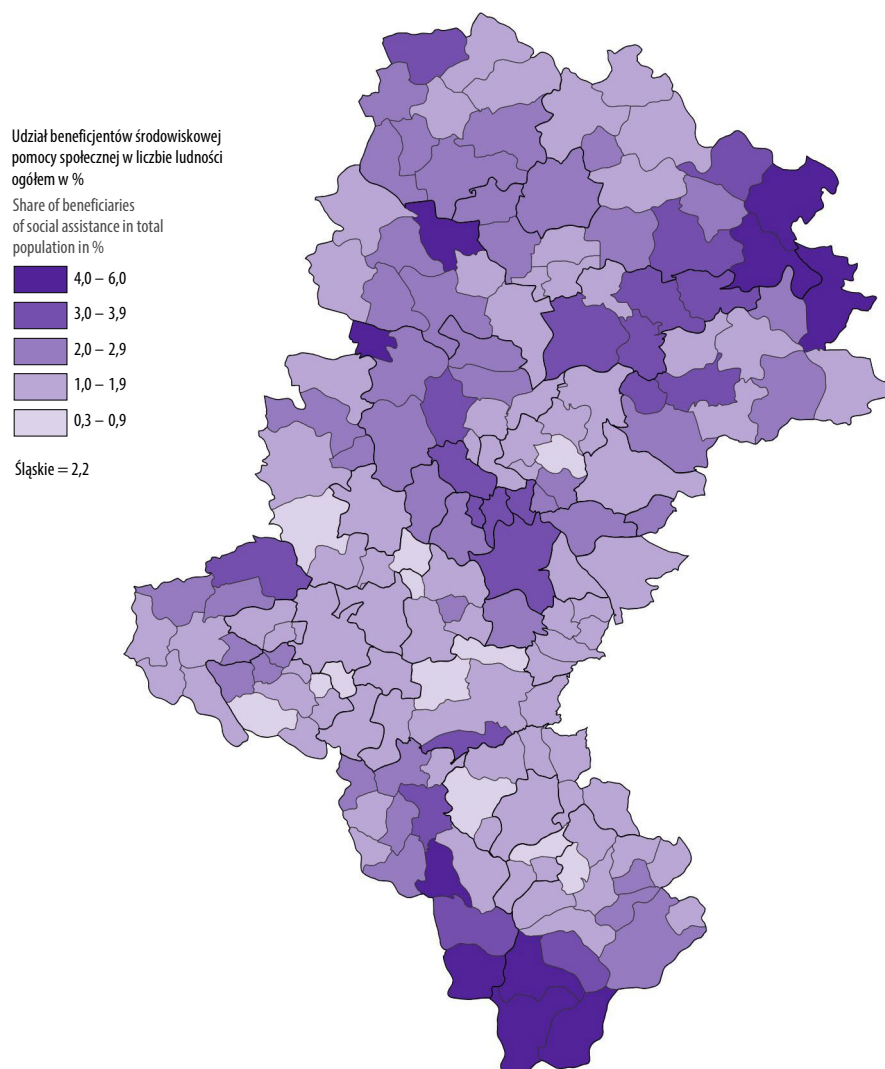 Udział beneficjentów środowiskowej
pomocy społecznej w liczbie ludności
ogółem w %
Share of beneficiaries
of social assistance in total
population in %
4,0 – 6,0
3,0 – 3,9
2,0 – 2,9
1,0 – 1,9
0,3 – 0,9
Śląskie = 2,2